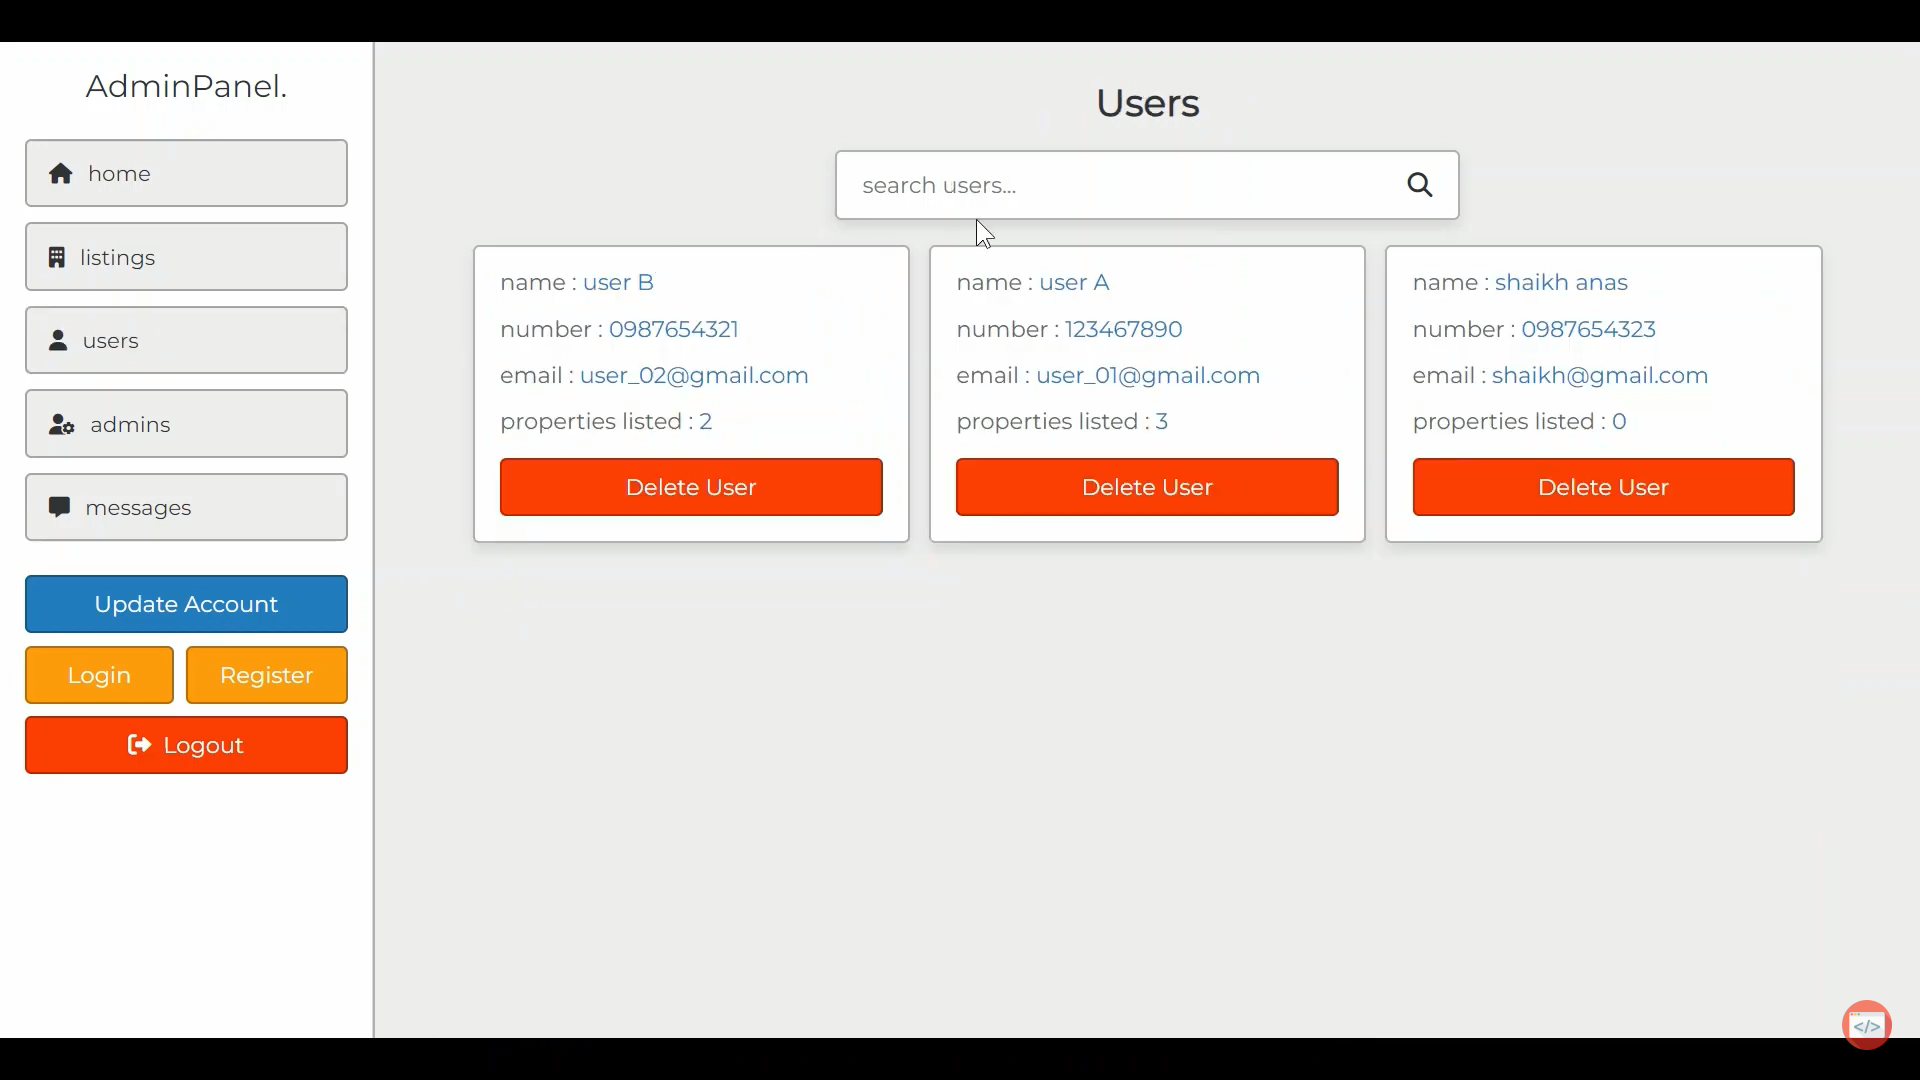 AdminPanel.
home
listings
users
admins
messages
Update Account
Login
Register
Logout
Users
search users...
name : user B
number : 0987654321
email : user_02@gmail.com
properties listed : 2
Delete User
name : user A
number : 123467890
email : user_01@gmail.com
properties listed : 3
Delete User
name : shaikh anas
number : 0987654323
email : shaikh@gmail.com
properties listed : 0
Delete User
</>